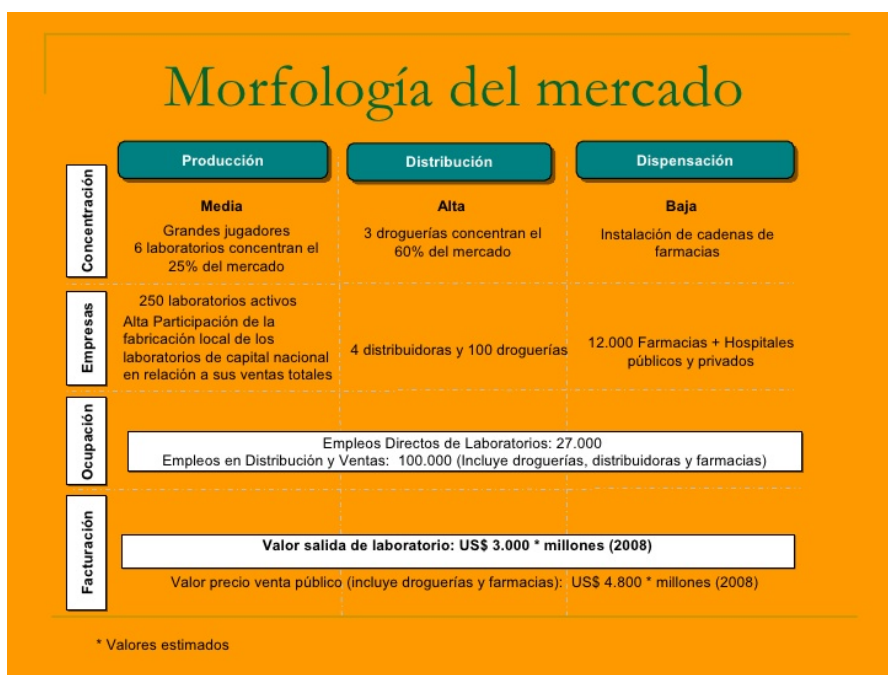 Morfología del mercado
Producción
Distribución
Dispensación
Concentración
Media
Grandes jugadores
6 laboratorios concentran el
25% del mercado
Alta
3 droguerías concentran el
60% del mercado
Baja
Instalación de cadenas de
farmacias
Empresas
250 laboratorios activos
Alta Participación de la
fabricación local de los
laboratorios de capital nacional
en relación a sus ventas totales
4 distribuidoras y 100 droguerías
12.000 Farmacias + Hospitales
públicos y privados
Ocupación
Empleos Directos de Laboratorios: 27.000
Empleos en Distribución y Ventas: 100.000 (Incluye droguerías, distribuidoras y farmacias)
Facturación
Valor salida de laboratorio: US$ 3.000 * millones (2008)
Valor precio venta público (incluye droguerías y farmacias): US$ 4.800 * millones (2008)
* Valores estimados